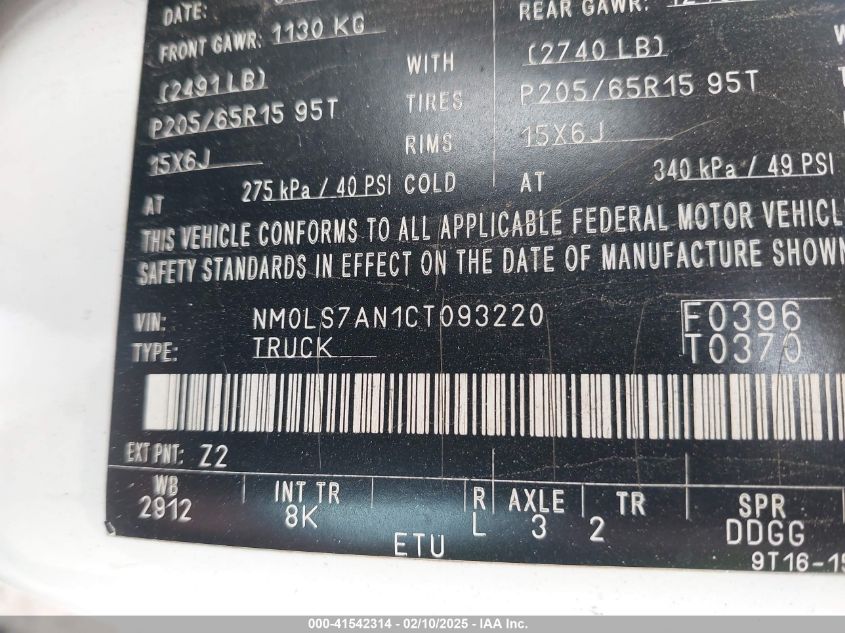 DATE:
FRONT GAWR: 1130 KG REAR GAWR:
(2491 LB) WITH (2740 LB)
P205/65R15 95T TIRES P205/65R15 95T
15X6J RIMS 15X6J
AT 275 kPa / 40 PSI COLD AT 340 kPa / 49 PSI
THIS VEHICLE CONFORMS TO ALL APPLICABLE FEDERAL MOTOR VEHICL
SAFETY STANDARDS IN EFFECT ON THE DATE OF MANUFACTURE SHOWN
VIN: NM0LS7AN1CT093220 F0396
TYPE: TRUCK T0370
EXT PNT: Z2
WB INT TR R AXLE TR SPR
2912 8K L 3 2 DDGG
ETU 9T16-15
000-41542314 - 02/10/2025 - IAA Inc.